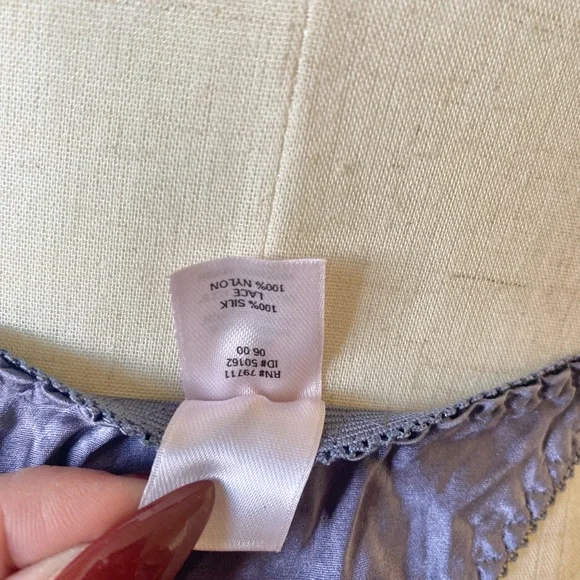 RN# 79711
ID# 50162
06 00
100% SILK
LACE
100% NYLON